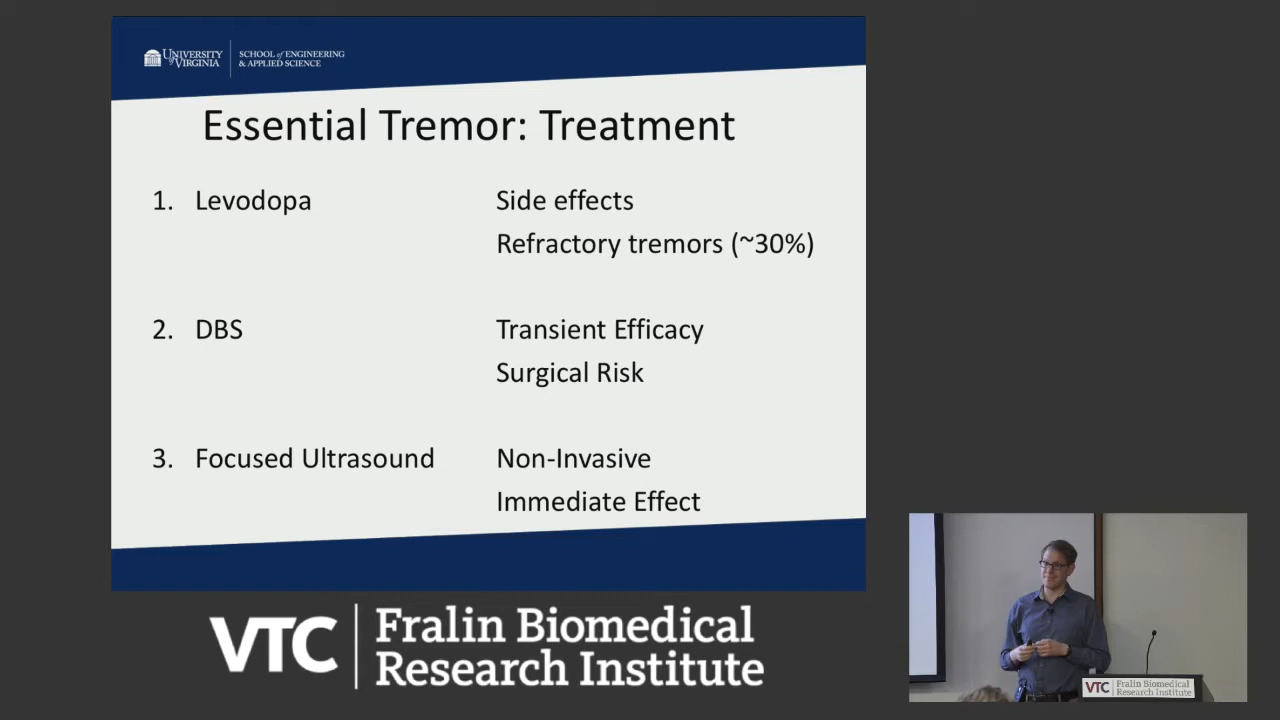 UNIVERSITY of VIRGINIA
SCHOOL of ENGINEERING
& APPLIED SCIENCE
Essential Tremor: Treatment
1. Levodopa
Side effects
Refractory tremors (~30%)
2. DBS
Transient Efficacy
Surgical Risk
3. Focused Ultrasound
Non-Invasive
Immediate Effect
VTC
Fralin Biomedical
Research Institute
VTC
Fralin Biomedical
Research Institute